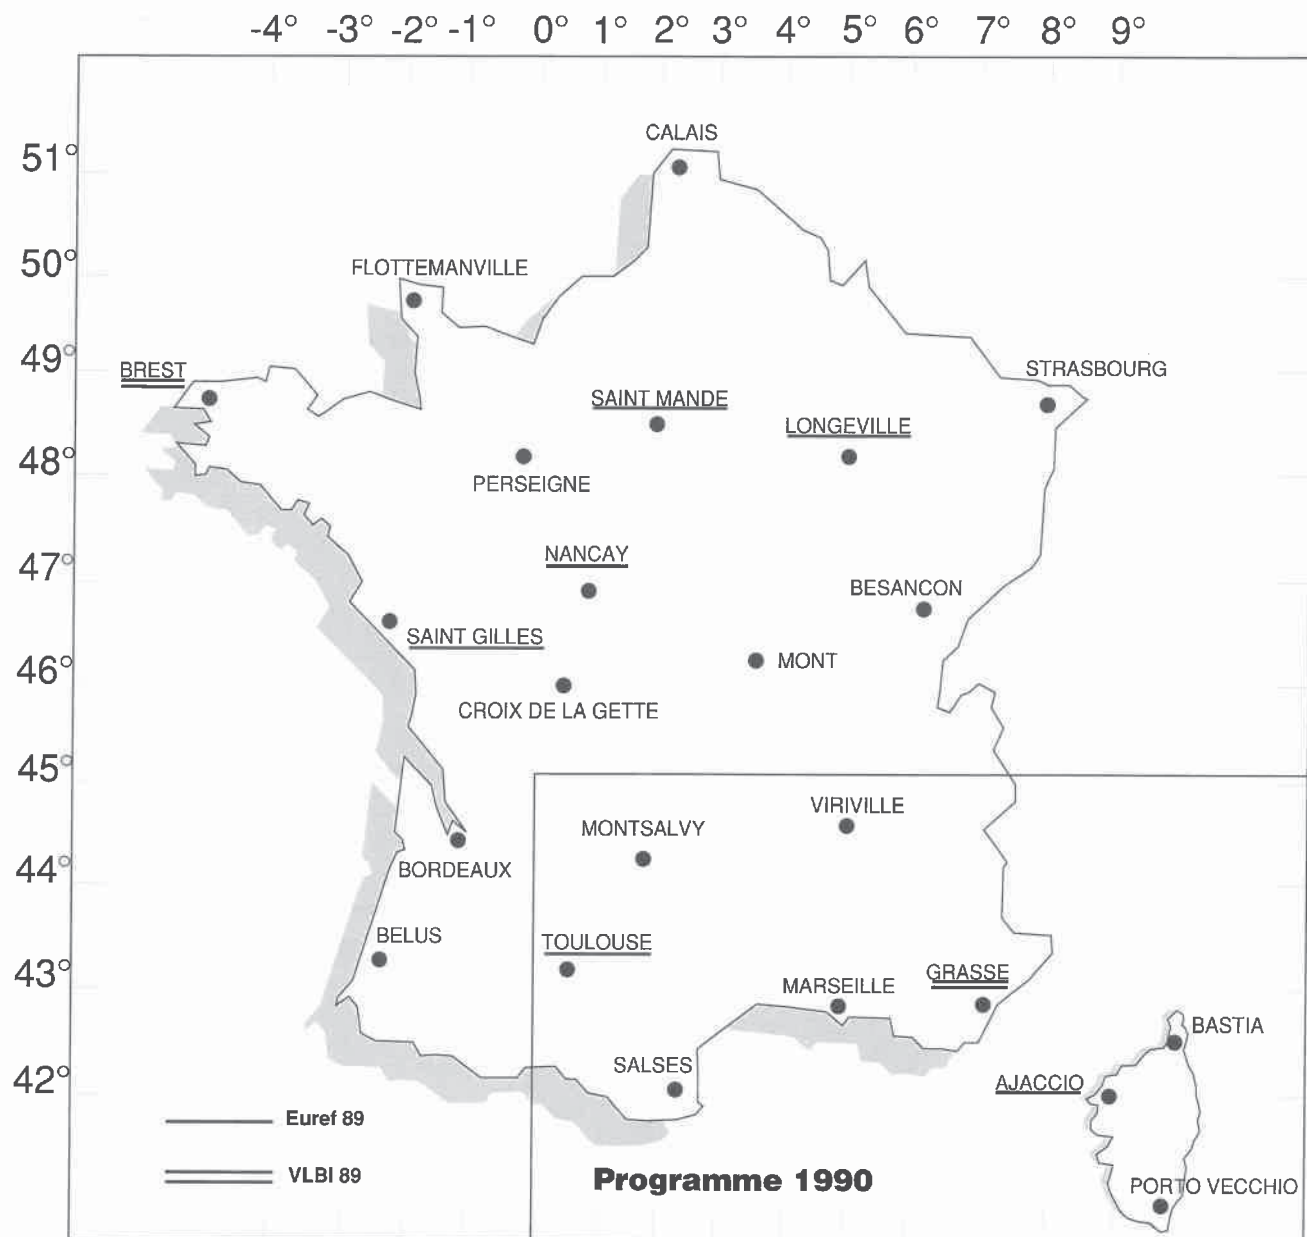 -4° -3° -2° -1° 0° 1° 2° 3° 4° 5° 6° 7° 8° 9°
CALAIS
51°
50°
FLOTTEMANVILLE
49°
BREST
STRASBOURG
SAINT MANDE
LONGEVILLE
48°
PERSEIGNE
NANCAY
47°
BESANCON
SAINT GILLES
46°
MONT
CROIX DE LA GETTE
45°
VIRIVILLE
MONTSALVY
44°
BORDEAUX
BELUS
TOULOUSE
43°
GRASSE
MARSEILLE
BASTIA
SALSES
42°
AJACCIO
Euref 89
VLBI 89
Programme 1990
PORTO VECCHIO